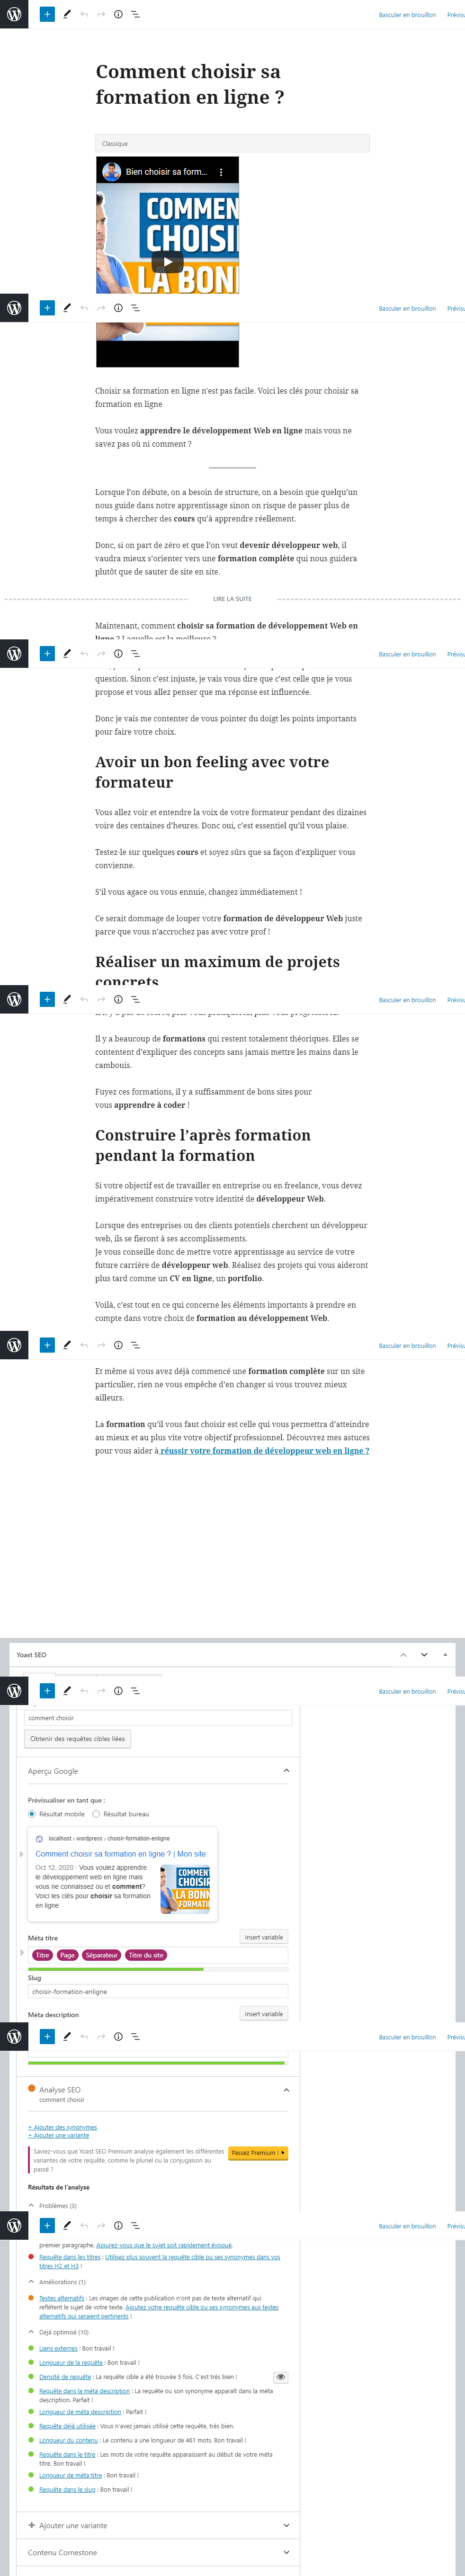 Basculer en brouillon
Comment choisir sa
formation en ligne ?
Classique
Bien choisir sa form...
COMMEN
CHOISIR
LA BON
Basculer en brouillon
Choisir sa formation en ligne n'est pas facile. Voici les clés pour choisir sa
formation en ligne
Vous voulez apprendre le développement Web en ligne mais vous ne
savez pas où ni comment ?
Lorsque l'on débute, on a besoin de structure, on a besoin que quelqu'un
nous guide dans notre apprentissage sinon on risque de passer plus de
temps à chercher des cours qu'à apprendre réellement.
Donc, si on part de zéro et que l'on veut devenir développeur web, il
vaudra mieux s'orienter vers une formation complète qui nous guidera
plutôt que de sauter de site en site.
LIRE LA SUITE
Maintenant, comment choisir sa formation de développement Web en
ligne ? Laquelle est la meilleure ?
Basculer en brouillon
question. Sinon c'est injuste, je vais vous dire que c'est celle que je vous
propose et vous allez penser que ma réponse est influencée.
Donc je vais me contenter de vous pointer du doigt les points importants
pour faire votre choix.
Avoir un bon feeling avec votre
formateur
Vous allez voir et entendre la voix de votre formateur pendant des dizaines
voire des centaines d'heures. Donc oui, c'est essentiel qu'il vous plaise.
Testez-le sur quelques cours et soyez sûrs que sa façon d'expliquer vous
convienne.
S'il vous agace ou vous ennuie, changez immédiatement !
Ce serait dommage de louper votre formation de développeur Web juste
parce que vous n'accrochez pas avec votre prof !
Réaliser un maximum de projets
concrets
Basculer en brouillon
Il y a beaucoup de formations qui restent totalement théoriques. Elles se
contentent d'expliquer des concepts sans jamais mettre les mains dans le
cambouis.
Fuyez ces formations, il y a suffisamment de bons sites pour
vous apprendre à coder !
Construire l'après formation
pendant la formation
Si votre objectif est de travailler en entreprise ou en freelance, vous devez
impérativement construire votre identité de développeur Web.
Lorsque des entreprises ou des clients potentiels cherchent un développeur
web, ils se fieront à ses accomplissements.
Je vous conseille donc de mettre votre apprentissage au service de votre
future carrière de développeur web. Réalisez des projets qui vous aideront
plus tard comme un CV en ligne, un portfolio.
Voilà, c'est tout en ce qui concerne les éléments importants à prendre en
compte dans votre choix de formation au développement Web.
Basculer en brouillon
Et même si vous avez déjà commencé une formation complète sur un site
particulier, rien ne vous empêche d'en changer si vous trouvez mieux
ailleurs.
La formation qu'il vous faut choisir est celle qui vous permettra d'atteindre
au mieux et au plus vite votre objectif professionnel. Découvrez mes astuces
pour vous aider à réussir votre formation de développeur web en ligne ?
Yoast SEO
Basculer en brouillon
comment choisir
Obtenir des requêtes cibles liées
Aperçu Google
Prévisualiser en tant que :
Résultat mobile Résultat bureau
localhost › wordpress › choisir-formation-enligne
Comment choisir sa formation en ligne ? | Mon site
Oct 12, 2020 · Vous voulez apprendre
le développement web en ligne mais
vous ne connaissez ou et comment?
Voici les clés pour choisir sa formation
en ligne
Méta titre Insert variable
Titre Page Séparateur Titre du site
Slug
choisir-formation-enligne
Méta description Insert variable
Basculer en brouillon
Analyse SEO
comment choisir
+ Ajouter des synonymes
+ Ajouter une variante
Saviez-vous que Yoast SEO Premium analyse également les différentes
variantes de votre requête, comme le pluriel ou la conjugaison au
passé ?
Passez Premium !
Résultats de l'analyse
Problèmes (3)
Basculer en brouillon
premier paragraphe. Assurez-vous que le sujet soit rapidement évoqué.
Requête dans les titres : Utilisez plus souvent la requête cible ou ses synonymes dans vos
titres H2 et H3 !
Améliorations (1)
Textes alternatifs : Les images de cette publication n'ont pas de texte alternatif qui
reflètent le sujet de votre texte. Ajoutez votre requête cible ou ses synonymes aux textes
alternatifs qui seraient pertinents !
Déjà optimisé (10)
Liens externes : Bon travail !
Longueur de la requête : Bon travail !
Densité de requête : La requête cible a été trouvée 5 fois. C'est très bien !
Requête dans la méta description : La requête ou son synonyme apparaît dans la méta
description. Parfait !
Longueur de méta description : Parfait !
Requête déjà utilisée : Vous n'avez jamais utilisé cette requête, très bien.
Longueur du contenu : Le contenu a une longueur de 461 mots. Bon travail !
Requête dans le titre : Les mots de votre requête apparaissent au début de votre méta
titre. Bon travail !
Longueur de méta titre : Bon travail !
Requête dans le slug : Bon travail !
Ajouter une variante
Contenu Cornestone